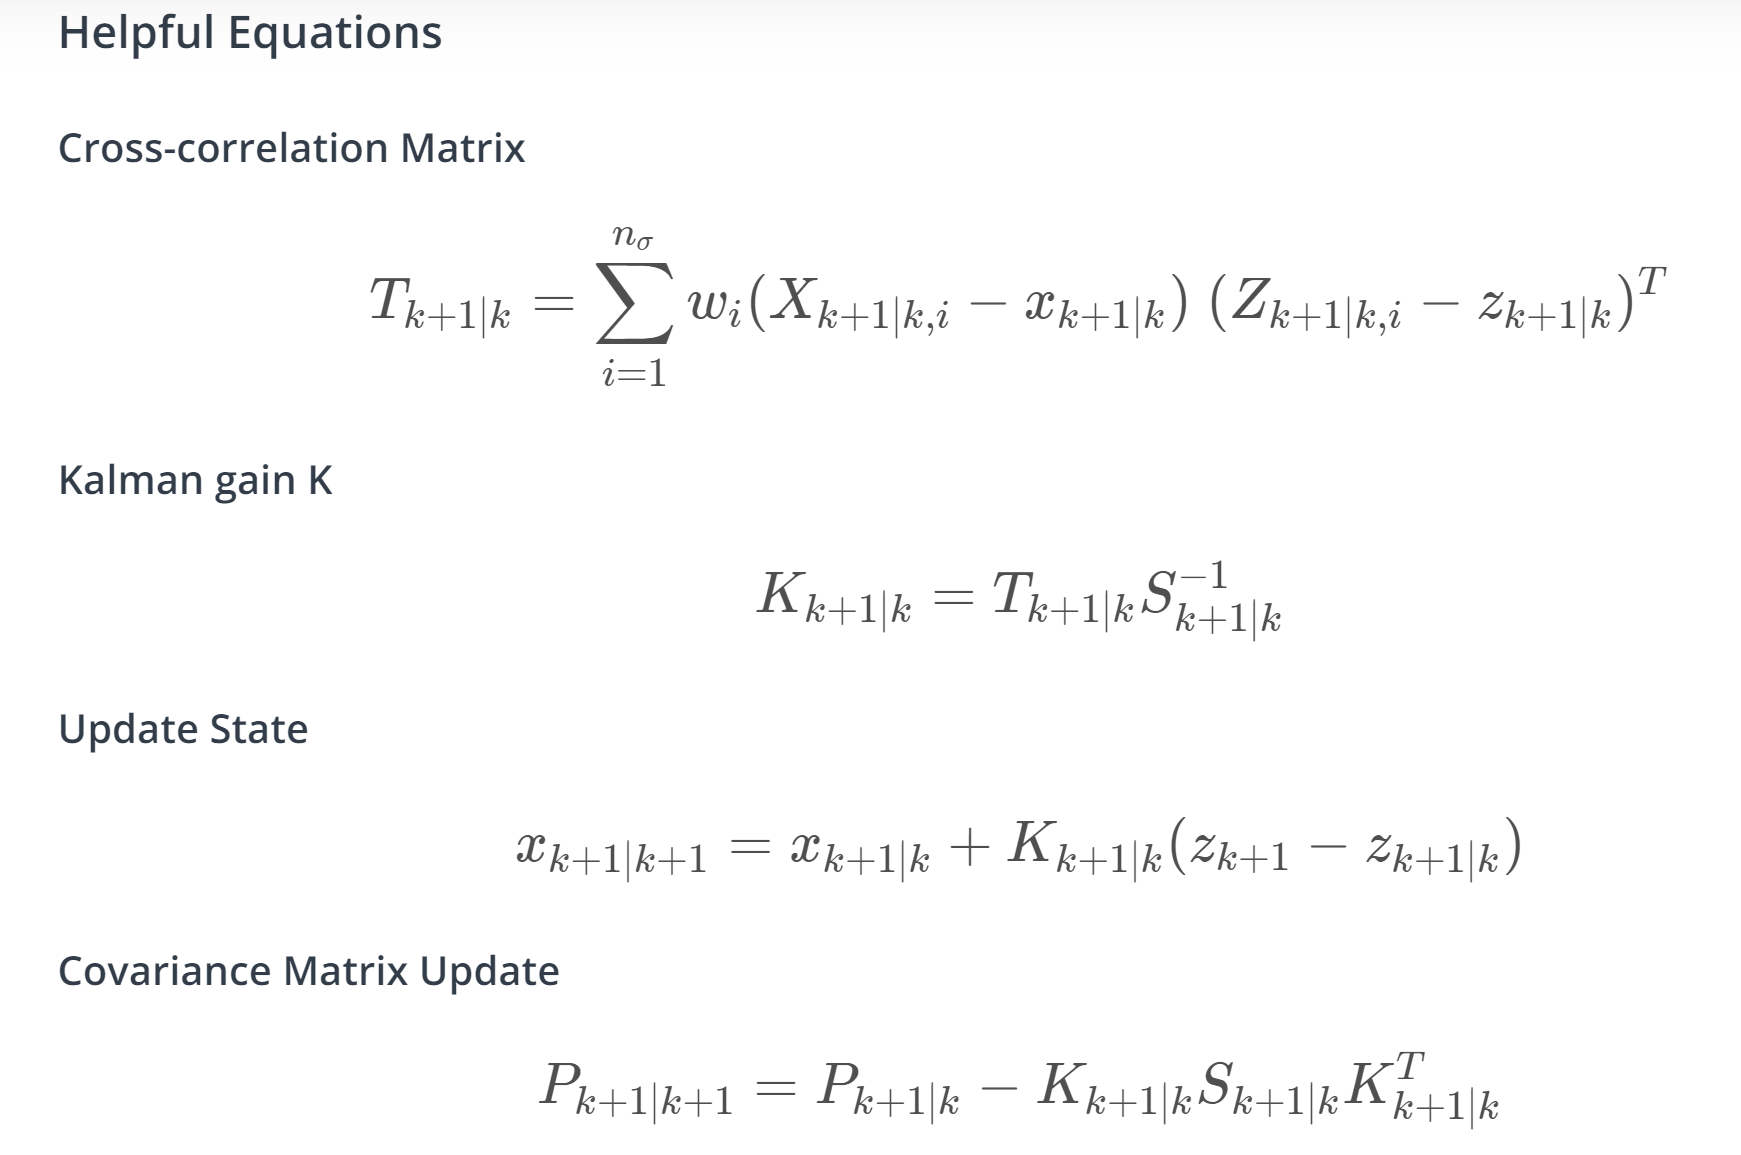 Helpful Equations
Cross-correlation Matrix
$T_{k+1|k} = \sum_{i=1}^{n_\sigma} w_i (X_{k+1|k,i} - x_{k+1|k}) (Z_{k+1|k,i} - z_{k+1|k})^T$
Kalman gain K
$K_{k+1|k} = T_{k+1|k} S_{k+1|k}^{-1}$
Update State
$x_{k+1|k+1} = x_{k+1|k} + K_{k+1|k} (z_{k+1} - z_{k+1|k})$
Covariance Matrix Update
$P_{k+1|k+1} = P_{k+1|k} - K_{k+1|k} S_{k+1|k} K_{k+1|k}^T$